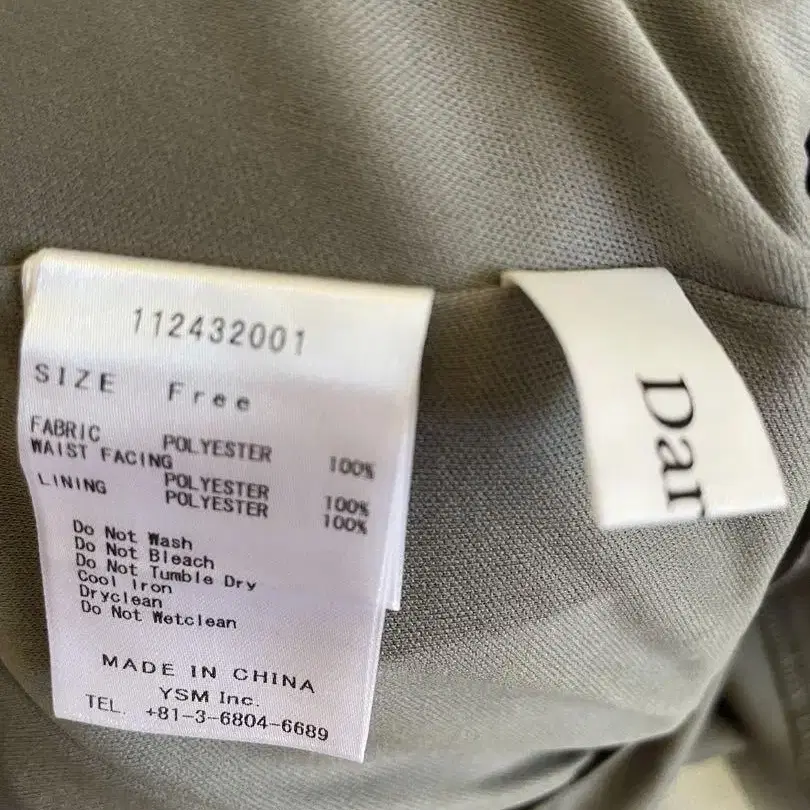 112432001
SIZE Free
FABRIC POLYESTER 100%
WAIST FACING
POLYESTER 100%
LINING POLYESTER 100%
Do Not Wash
Do Not Bleach
Do Not Tumble Dry
Cool Iron
Dryclean
Do Not Wetclean
MADE IN CHINA
YSM Inc.
TEL. +81-3-6804-6689
Dar